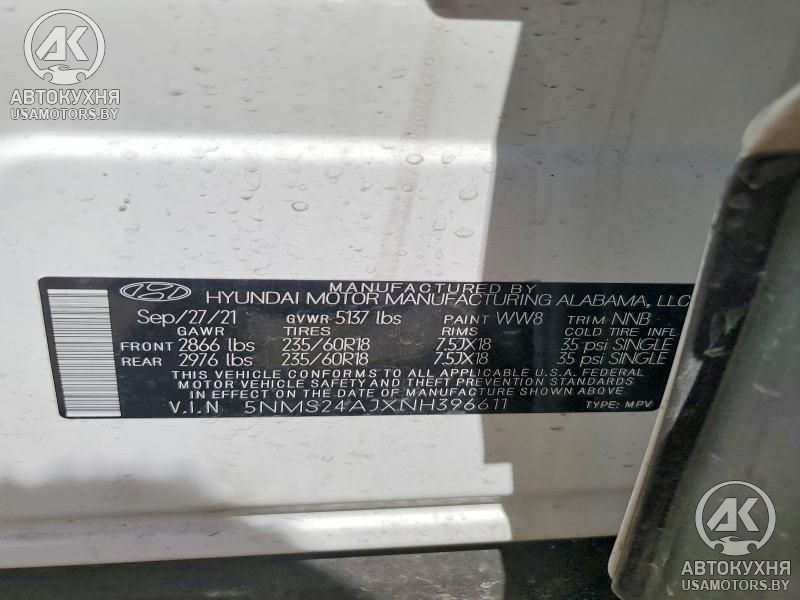 AK
АВТОКУХНЯ
USAMOTORS.BY
MANUFACTURED BY
HYUNDAI MOTOR MANUFACTURING ALABAMA, LLC
Sep/27/21 GVWR 5137 lbs PAINT WW8 TRIM NNB
GAWR TIRES RIMS COLD TIRE INFL.
FRONT 2866 lbs 235/60R18 7.5JX18 35 psi SINGLE
REAR 2976 lbs 235/60R18 7.5JX18 35 psi SINGLE
THIS VEHICLE CONFORMS TO ALL APPLICABLE U.S.A. FEDERAL
MOTOR VEHICLE SAFETY AND THEFT PREVENTION STANDARDS
IN EFFECT ON THE DATE OF MANUFACTURE SHOWN ABOVE.
V.I.N 5NMS24AJXNH396611 TYPE: MPV
AK
АВТОКУХНЯ
USAMOTORS.BY